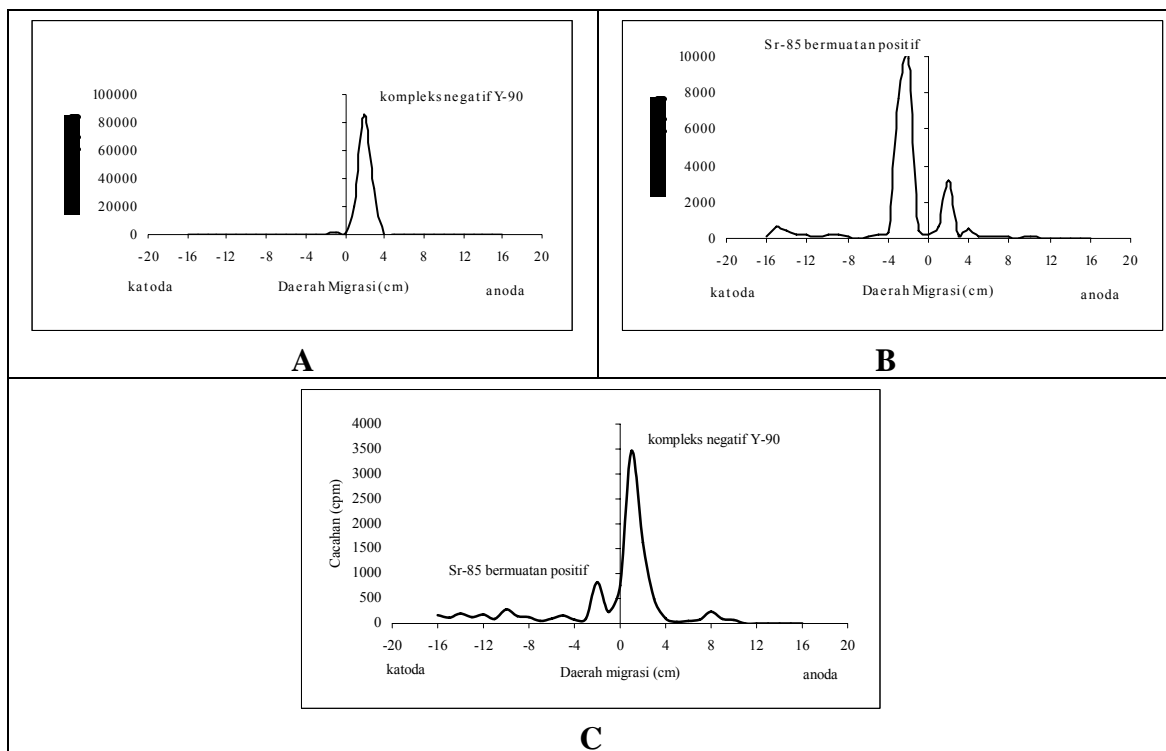 100000
80000
60000
40000
20000
0
kompleks negatif Y-90
-20 -16 -12 -8 -4 0 4 8 12 16 20
katoda Daerah Migrasi (cm) anoda
A
Sr-85 bermuatan positif
10000
8000
6000
4000
2000
0
-20 -16 -12 -8 -4 0 4 8 12 16 20
katoda Daerah Migrasi (cm) anoda
B
4000
3500
3000
2500
2000
1500
1000
500
0
Cacahan (cpm)
kompleks negatif Y-90
Sr-85 bermuatan positif
-20 -16 -12 -8 -4 0 4 8 12 16 20
katoda Daerah migrasi (cm) anoda
C